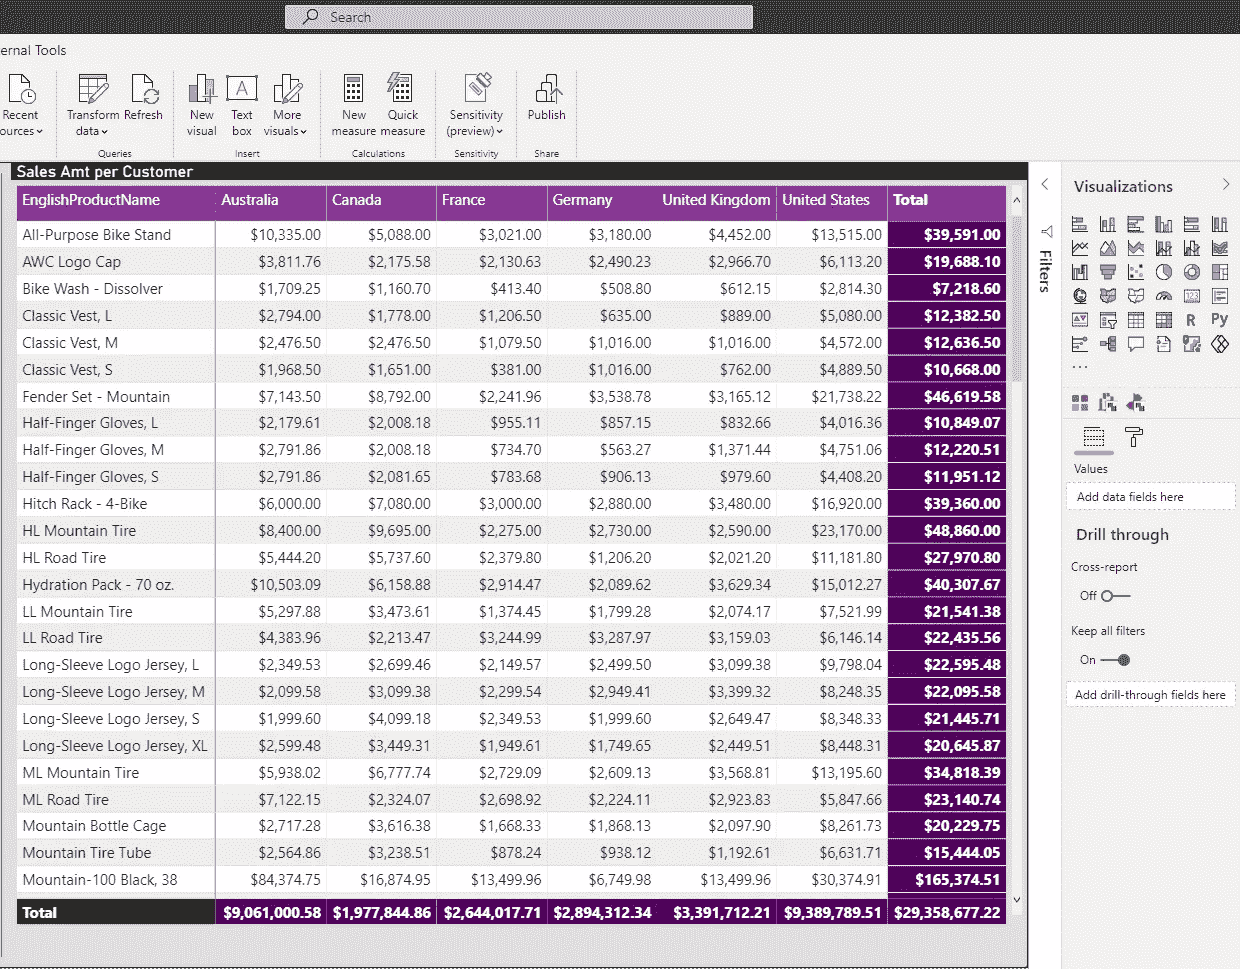 Search
ernal Tools
Recent
ources
Transform
data
Refresh
New
visual
Text
box
More
visuals
New
measure
Quick
measure
Sensitivity
(preview)
Publish
Queries
Insert
Calculations
Sensitivity
Share
Sales Amt per Customer
EnglishProductName Australia Canada France Germany United Kingdom United States Total
All-Purpose Bike Stand $10,335.00 $5,088.00 $3,021.00 $3,180.00 $4,452.00 $13,515.00 $39,591.00
AWC Logo Cap $3,811.76 $2,175.58 $2,130.63 $2,490.23 $2,966.70 $6,113.20 $19,688.10
Bike Wash - Dissolver $1,709.25 $1,160.70 $413.40 $508.80 $612.15 $2,814.30 $7,218.60
Classic Vest, L $2,794.00 $1,778.00 $1,206.50 $635.00 $889.00 $5,080.00 $12,382.50
Classic Vest, M $2,476.50 $2,476.50 $1,079.50 $1,016.00 $1,016.00 $4,572.00 $12,636.50
Classic Vest, S $1,968.50 $1,651.00 $381.00 $1,016.00 $762.00 $4,889.50 $10,668.00
Fender Set - Mountain $7,143.50 $8,792.00 $2,241.96 $3,538.78 $3,165.12 $21,738.22 $46,619.58
Half-Finger Gloves, L $2,179.61 $2,008.18 $955.11 $857.15 $832.66 $4,016.36 $10,849.07
Half-Finger Gloves, M $2,791.86 $2,008.18 $734.70 $563.27 $1,371.44 $4,751.06 $12,220.51
Half-Finger Gloves, S $2,791.86 $2,081.65 $783.68 $906.13 $979.60 $4,408.20 $11,951.12
Hitch Rack - 4-Bike $6,000.00 $7,080.00 $3,000.00 $2,880.00 $3,480.00 $16,920.00 $39,360.00
HL Mountain Tire $8,400.00 $9,695.00 $2,275.00 $2,730.00 $2,590.00 $23,170.00 $48,860.00
HL Road Tire $5,444.20 $5,737.60 $2,379.80 $1,206.20 $2,021.20 $11,181.80 $27,970.80
Hydration Pack - 70 oz. $10,503.09 $6,158.88 $2,914.47 $2,089.62 $3,629.34 $15,012.27 $40,307.67
LL Mountain Tire $5,297.88 $3,473.61 $1,374.45 $1,799.28 $2,074.17 $7,521.99 $21,541.38
LL Road Tire $4,383.96 $2,213.47 $3,244.99 $3,287.97 $3,159.03 $6,146.14 $22,435.56
Long-Sleeve Logo Jersey, L $2,349.53 $2,699.46 $2,149.57 $2,499.50 $3,099.38 $9,798.04 $22,595.48
Long-Sleeve Logo Jersey, M $2,099.58 $3,099.38 $2,299.54 $2,949.41 $3,399.32 $8,248.35 $22,095.58
Long-Sleeve Logo Jersey, S $1,999.60 $4,099.18 $2,349.53 $1,999.60 $2,649.47 $8,348.33 $21,445.71
Long-Sleeve Logo Jersey, XL $2,599.48 $3,449.31 $1,949.61 $1,749.65 $2,449.51 $8,448.31 $20,645.87
ML Mountain Tire $5,938.02 $6,777.74 $2,729.09 $2,609.13 $3,568.81 $13,195.60 $34,818.39
ML Road Tire $7,122.15 $2,324.07 $2,698.92 $2,224.11 $2,923.83 $5,847.66 $23,140.74
Mountain Bottle Cage $2,717.28 $3,616.38 $1,668.33 $1,868.13 $2,097.90 $8,261.73 $20,229.75
Mountain Tire Tube $2,564.86 $3,238.51 $878.24 $938.12 $1,192.61 $6,631.71 $15,444.05
Mountain-100 Black, 38 $84,374.75 $16,874.95 $13,499.96 $6,749.98 $13,499.96 $30,374.91 $165,374.51
Total $9,061,000.58 $1,977,844.86 $2,644,017.71 $2,894,312.34 $3,391,712.21 $9,389,789.51 $29,358,677.22
Filters
Visualizations
123
R
Py
...
Values
Add data fields here
Drill through
Cross-report
Off
Keep all filters
On
Add drill-through fields here